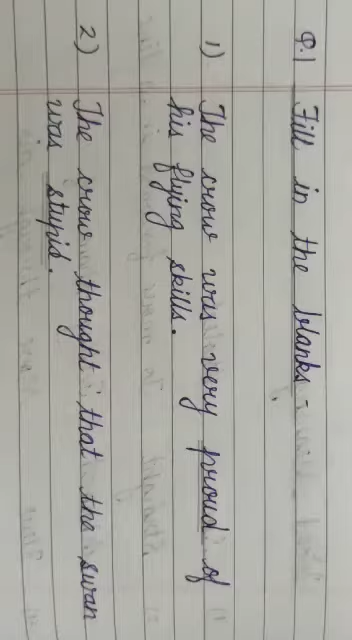 Q.1 Fill in the blanks -
1) The crow was very proud of
his flying skills.
2) The crow thought that the swan
was stupid.